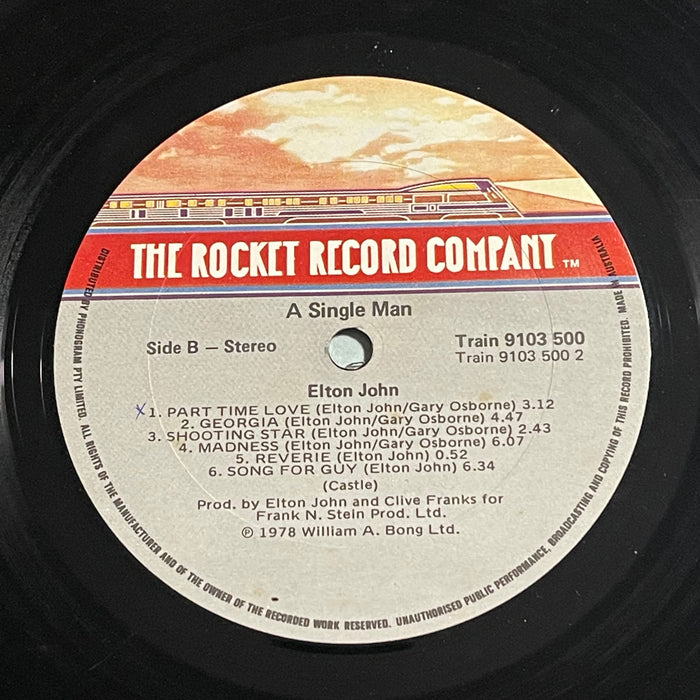 THE ROCKET RECORD COMPANY ™
A Single Man
Side B – Stereo
Train 9103 500
Train 9103 500 2
Elton John
x1. PART TIME LOVE (Elton John/Gary Osborne) 3.12
2. GEORGIA (Elton John/Gary Osborne) 4.47
3. SHOOTING STAR (Elton John/Gary Osborne) 2.43
4. MADNESS (Elton John/Gary Osborne) 6.07
5. REVERIE (Elton John) 0.52
6. SONG FOR GUY (Elton John) 6.34
(Castle)
Prod. by Elton John and Clive Franks for
Frank N. Stein Prod. Ltd.
℗ 1978 William A. Bong Ltd.
DISTRIBUTED BY PHONOGRAM PTY LIMITED. ALL RIGHTS OF THE MANUFACTURER AND OF THE OWNER OF THE RECORDED WORK RESERVED. UNAUTHORISED PUBLIC PERFORMANCE, BROADCASTING AND COPYING OF THIS RECORD PROHIBITED. MADE IN AUSTRALIA